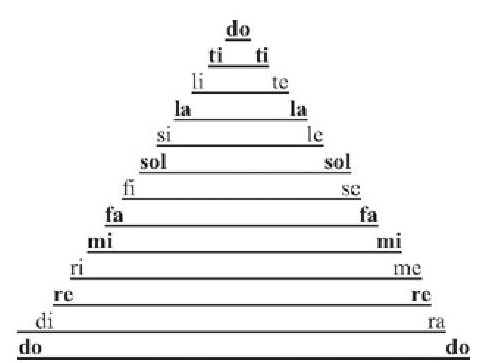 do
ti ti
li te
la la
si le
sol sol
fi se
fa fa
mi mi
ri me
re re
di ra
do do